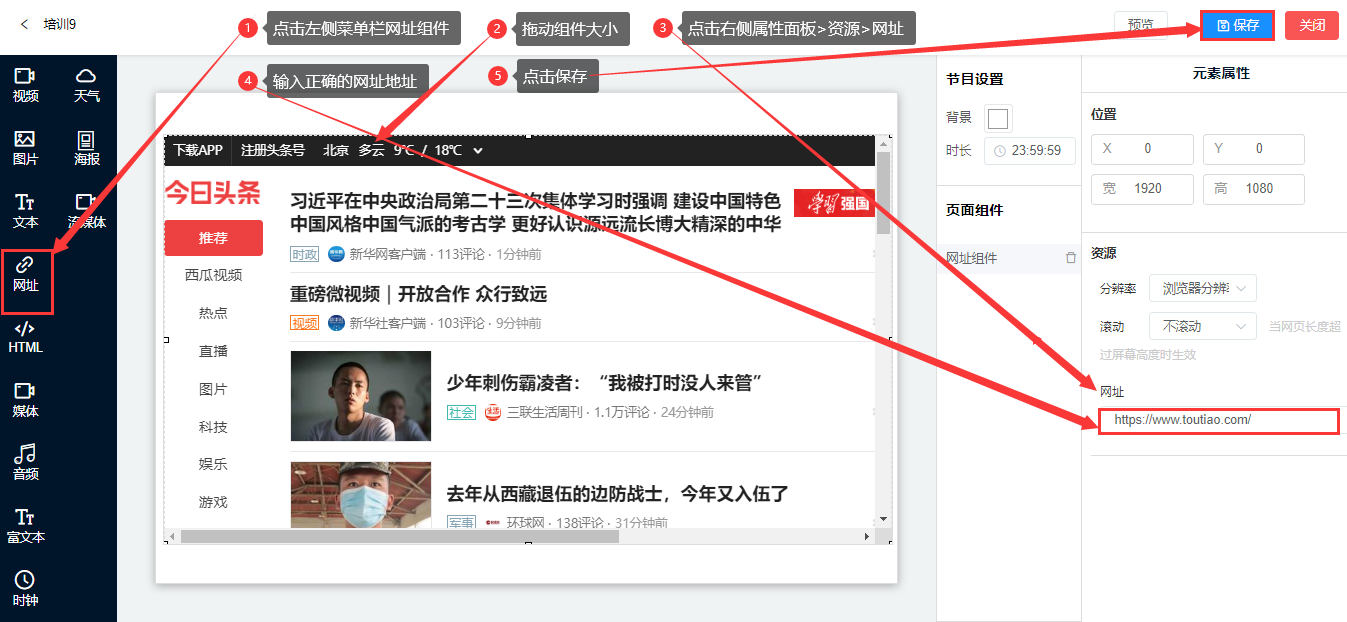 培训9
1 点击左侧菜单栏网址组件
2 拖动组件大小
3 点击右侧属性面板>资源>网址
预览
保存
关闭
4 输入正确的网址地址
5 点击保存
视频
天气
图片
海报
文本
流媒体
网址
HTML
媒体
音频
富文本
时钟
下载APP 注册头条号 北京 多云 9℃ / 18℃
今日头条
推荐
西瓜视频
热点
直播
图片
科技
娱乐
游戏
习近平在中央政治局第二十三次集体学习时强调 建设中国特色
中国风格中国气派的考古学 更好认识源远流长博大精深的中华
时政 新华网客户端 · 113评论 · 1分钟前
学习强国
重磅微视频｜开放合作 众行致远
视频 新华社客户端 · 103评论 · 9分钟前
少年刺伤霸凌者：“我被打时没人来管”
社会 三联生活周刊 · 1.1万评论 · 24分钟前
去年从西藏退伍的边防战士，今年又入伍了
军事 环球网 · 138评论 · 31分钟前
节目设置
背景
时长 23:59:59
页面组件
网址组件
元素属性
位置
X 0 Y 0
宽 1920 高 1080
资源
分辨率 浏览器分辨
滚动 不滚动 当网页长度超
过屏幕高度时生效
网址
https://www.toutiao.com/